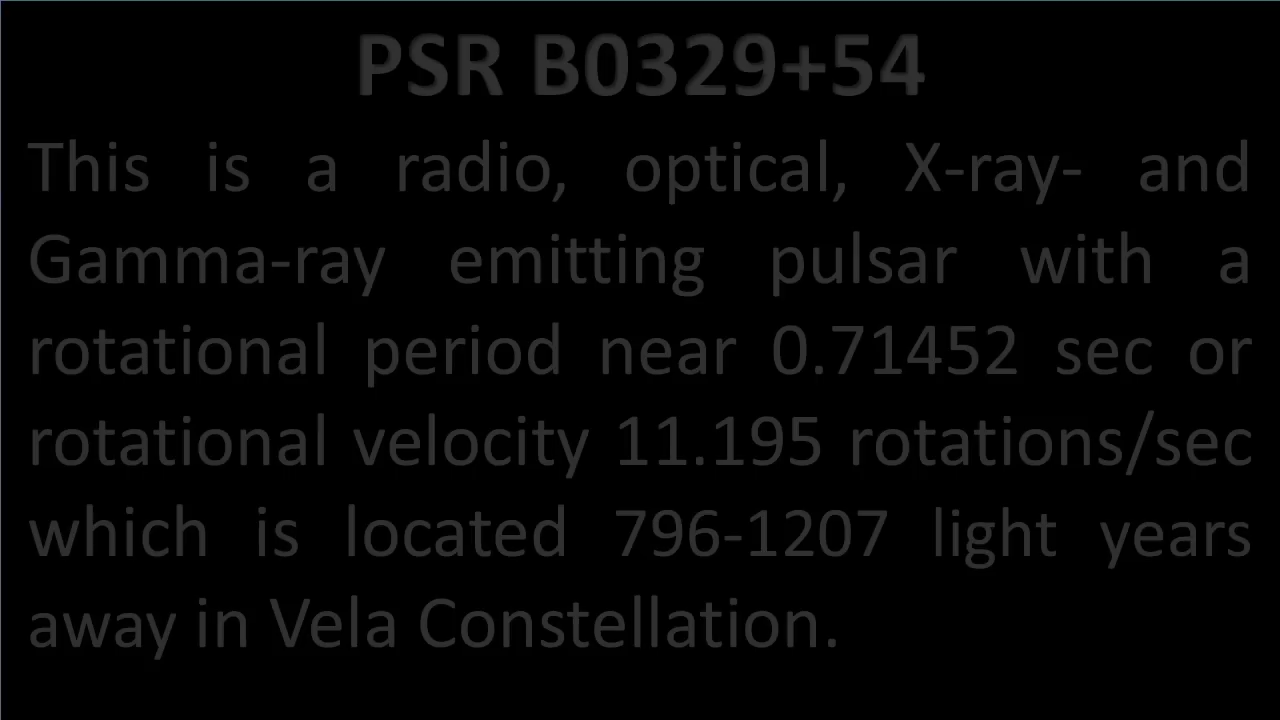 PSR B0329+54
This is a radio, optical, X-ray- and
Gamma-ray emitting pulsar with a
rotational period near 0.71452 sec or
rotational velocity 11.195 rotations/sec
which is located 796-1207 light years
away in Vela Constellation.